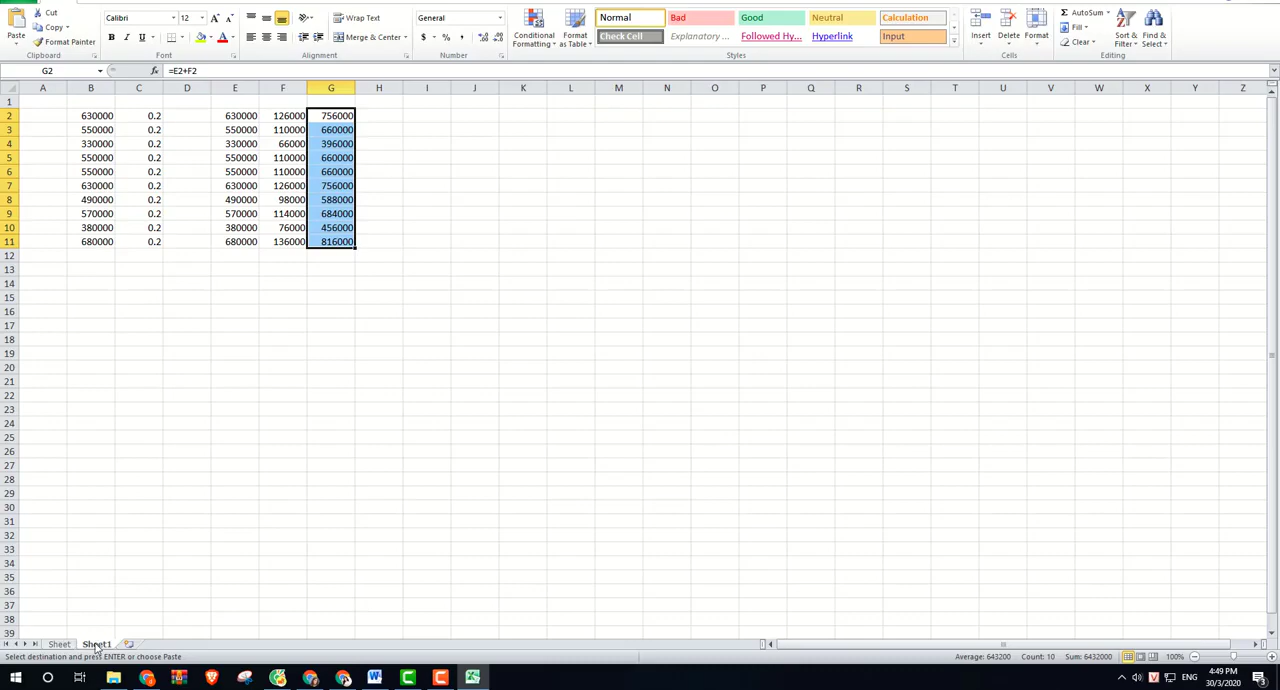 Cut Calibri 12 Wrap Text General Normal Bad Good Neutral Calculation AutoSum
Paste Copy Format Painter B I U Merge & Center $ % , Conditional Formatting Format as Table Check Cell Explanatory ... Followed Hy... Hyperlink Input Insert Delete Format Fill Clear Sort & Filter Find & Select
Clipboard Font Alignment Number Styles Cells Editing
G2 fx =E2+F2
A B C D E F G H I J K M N O P Q R S T U V W X Y Z
1
2 630000 0.2 630000 126000 756000
3 550000 0.2 550000 110000 660000
4 330000 0.2 330000 66000 396000
5 550000 0.2 550000 110000 660000
6 550000 0.2 550000 110000 660000
7 630000 0.2 630000 126000 756000
8 490000 0.2 490000 98000 588000
9 570000 0.2 570000 114000 684000
10 380000 0.2 380000 76000 456000
11 680000 0.2 680000 136000 816000
12
13
14
15
16
17
18
19
20
21
22
23
24
25
26
27
28
29
30
31
32
33
34
35
36
37
38
39
Sheet Sheet1
Select destination and press ENTER or choose Paste Average: 643200 Count: 10 Sum: 6432000 100%
ENG 4:49 PM
30/3/2020